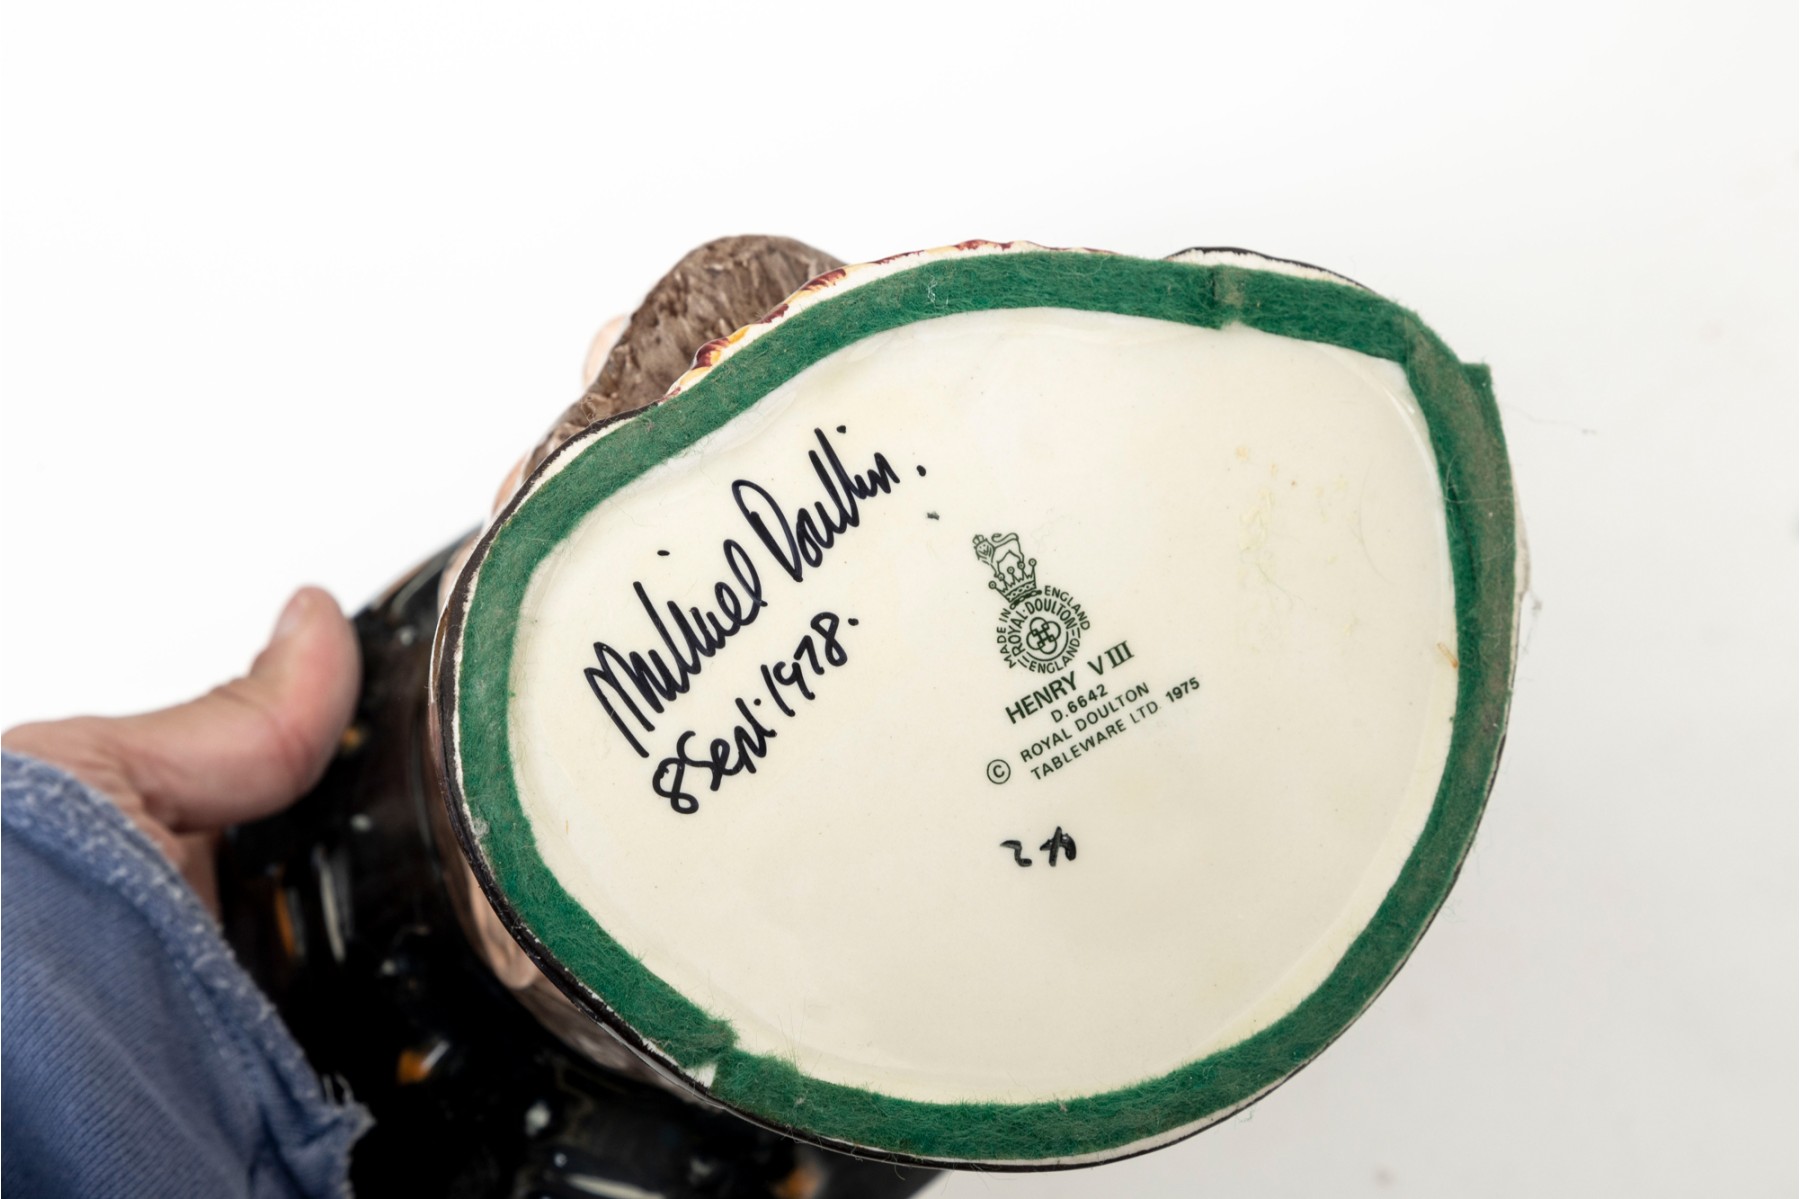 Michael Doulton.
8 Sept: 1978.
MADE IN ENGLAND
ROYAL·DOULTON
ENGLAND
HENRY VIII
D.6642
© ROYAL DOULTON
TABLEWARE LTD. 1975